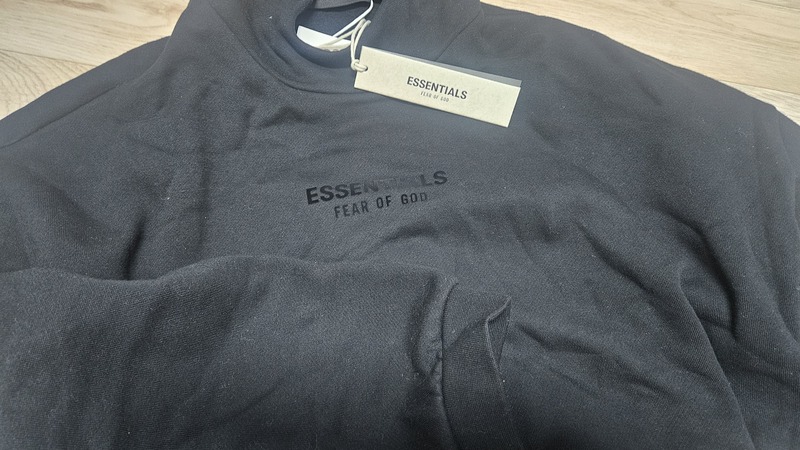 ESSENTIALS
FEAR OF GOD
ESSENTIALS
FEAR OF GOD